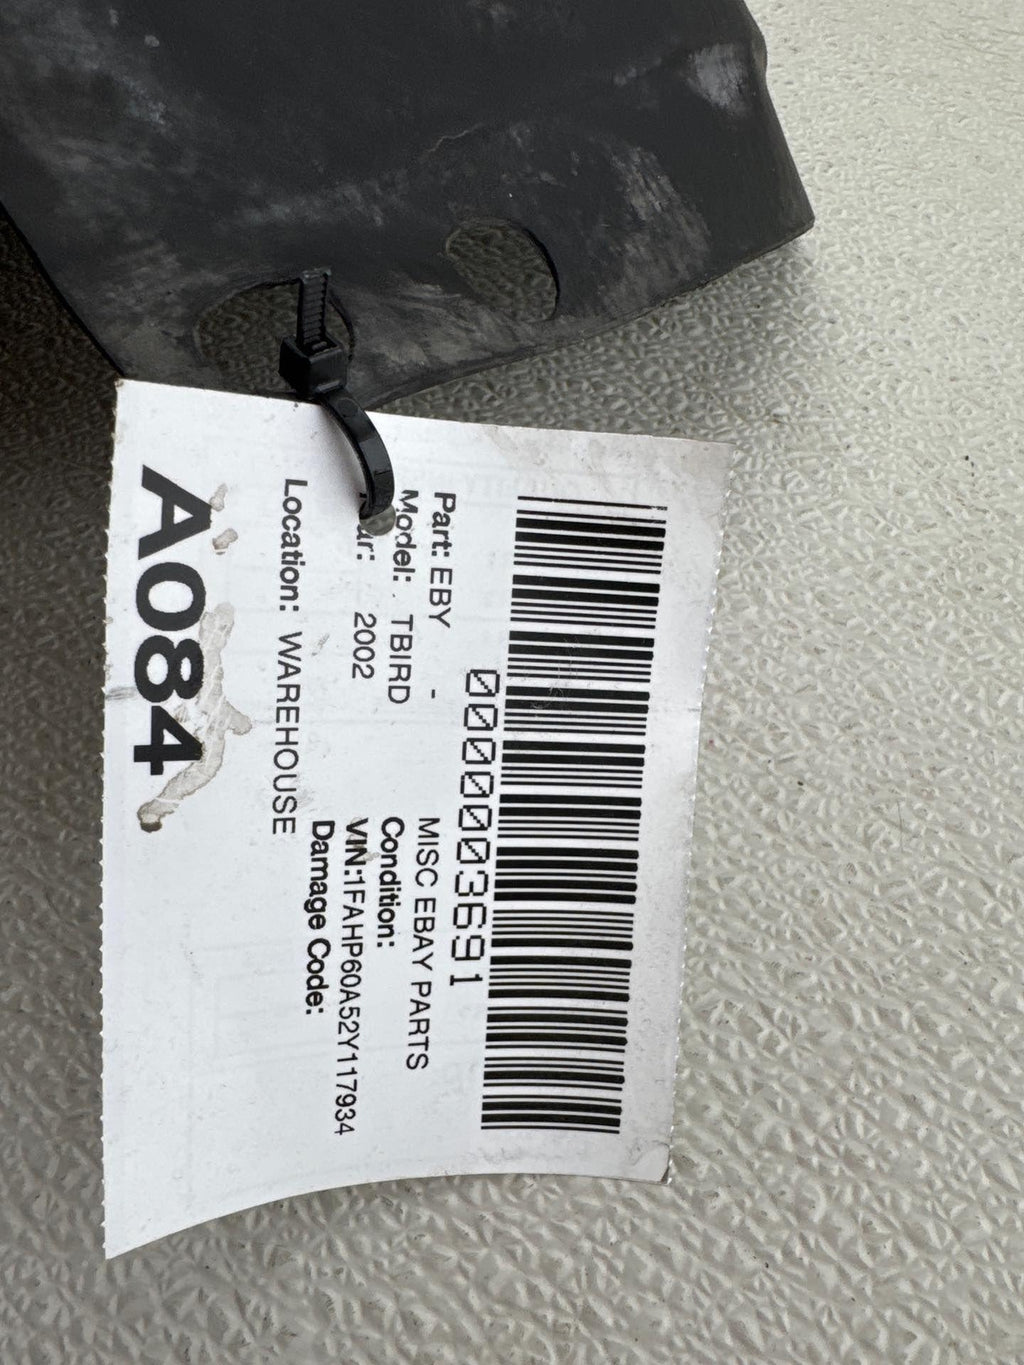 0000003691
Part: EBY - MISC EBAY PARTS
Model: TBIRD Condition:
2002 VIN:1FAHP60A52Y117934
Damage Code:
Location: WAREHOUSE
A084